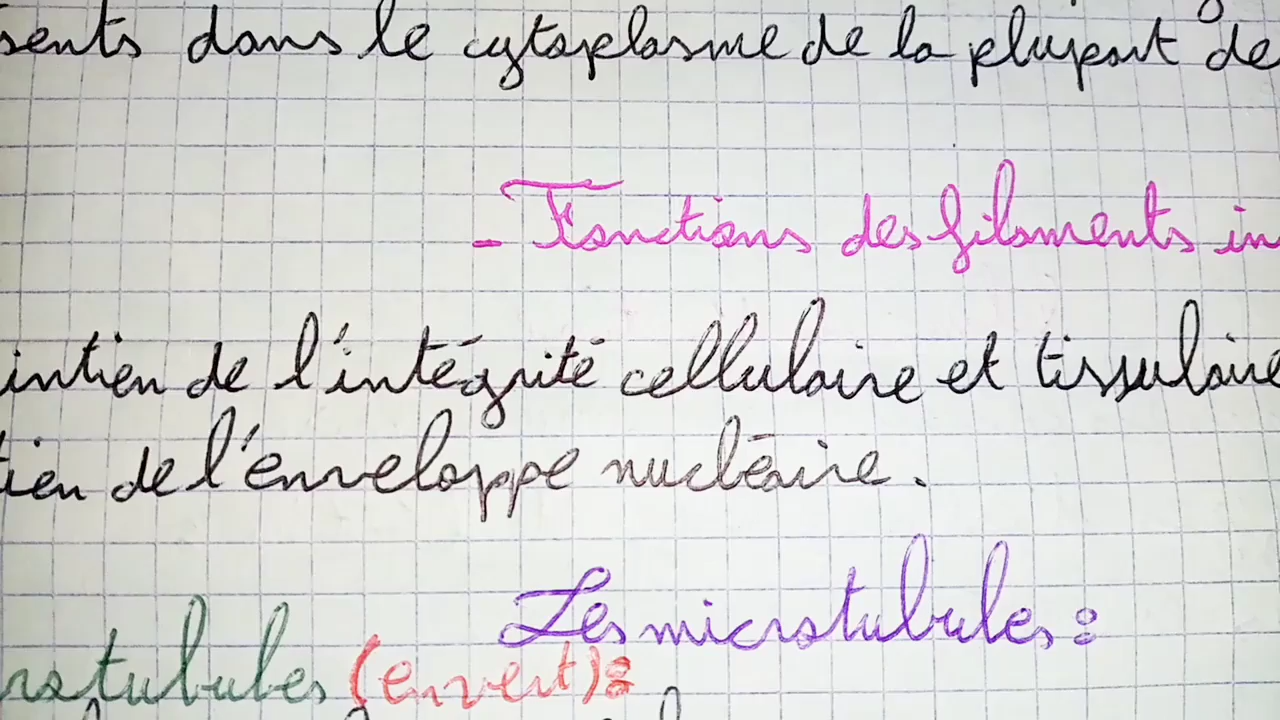 sents dans le cytoplasme de la plupart de
- Fonctions des filaments in
intien de l'intégrité cellulaire et tissulaire
tien de l'enveloppe nucléaire.
Les microtubules :
rotubules (en vert) :